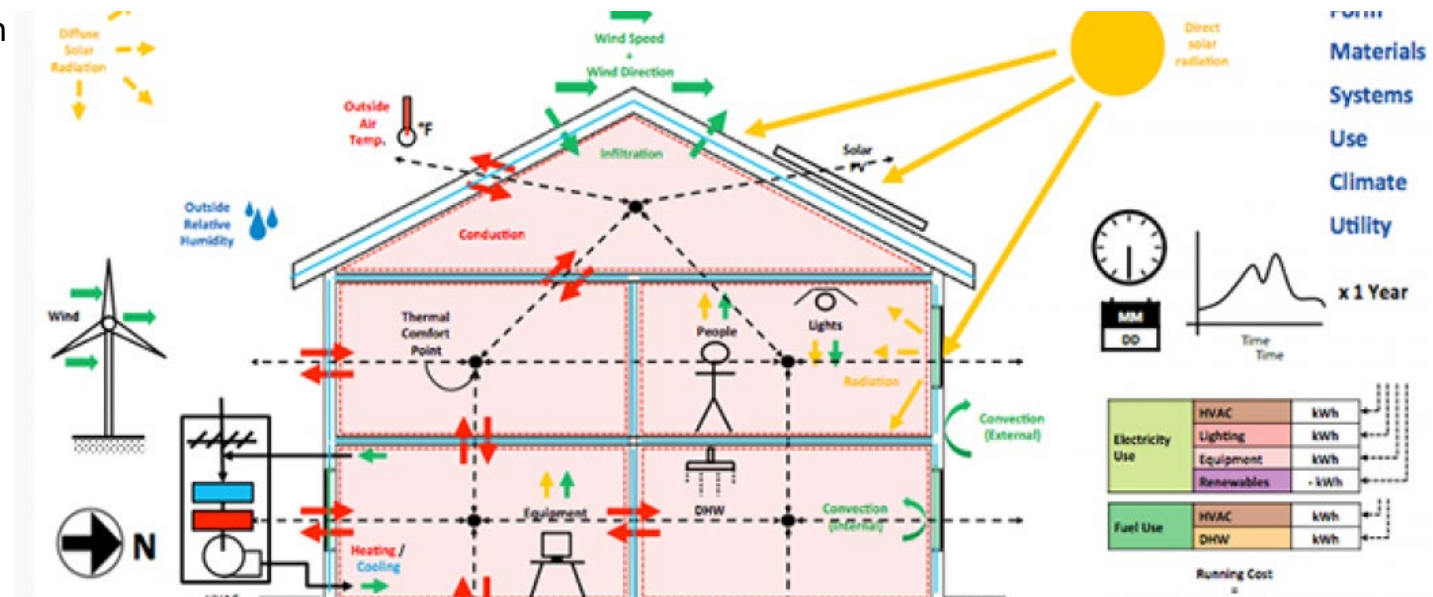 Diffuse
Solar
Radiation
Wind Speed
+
Wind Direction
Direct
solar
radiation
Form
Materials
Systems
Use
Climate
Utility
Outside
Air
Temp.
°F
Infiltration
Solar
PV
Outside
Relative
Humidity
Conduction
Wind
Thermal
Comfort
Point
People
Lights
Radiation
MM
DD
x 1 Year
Time
Time
Convection
(External)
Electricity
Use
HVAC kWh
Lighting kWh
Equipment kWh
Renewables - kWh
Fuel Use
HVAC kWh
DHW kWh
Equipment
DHW
Convection
(Internal)
N
Heating /
Cooling
Running Cost
=